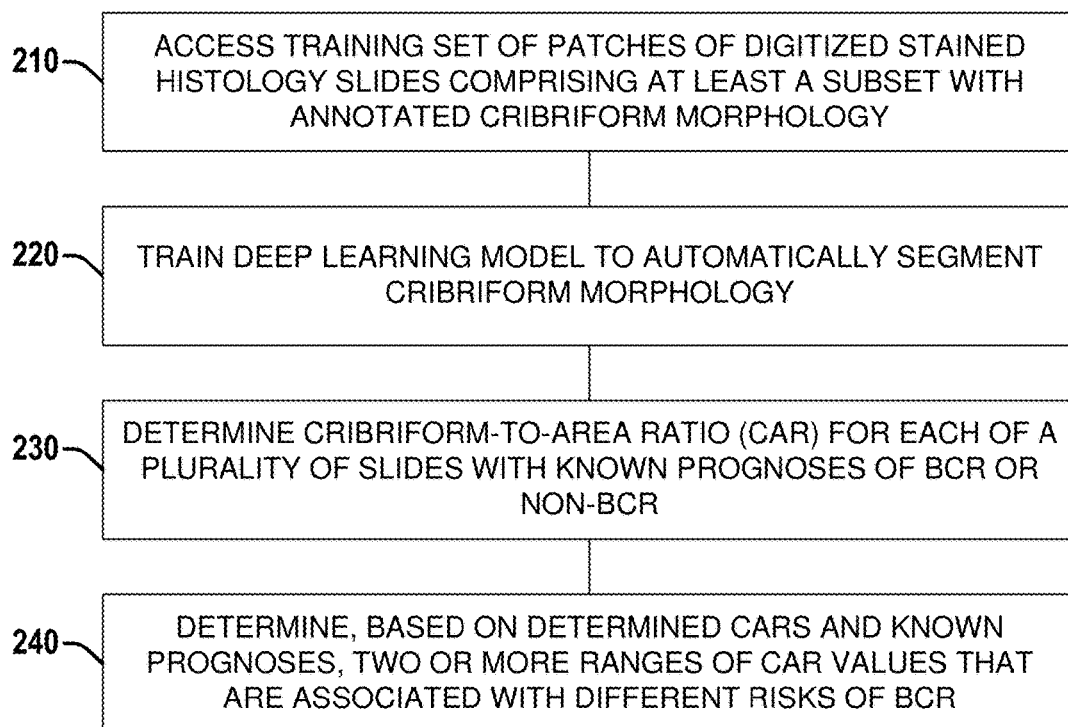 210
ACCESS TRAINING SET OF PATCHES OF DIGITIZED STAINED
HISTOLOGY SLIDES COMPRISING AT LEAST A SUBSET WITH
ANNOTATED CRIBRIFORM MORPHOLOGY
220
TRAIN DEEP LEARNING MODEL TO AUTOMATICALLY SEGMENT
CRIBRIFORM MORPHOLOGY
230
DETERMINE CRIBRIFORM-TO-AREA RATIO (CAR) FOR EACH OF A
PLURALITY OF SLIDES WITH KNOWN PROGNOSES OF BCR OR
NON-BCR
240
DETERMINE, BASED ON DETERMINED CARS AND KNOWN
PROGNOSES, TWO OR MORE RANGES OF CAR VALUES THAT
ARE ASSOCIATED WITH DIFFERENT RISKS OF BCR